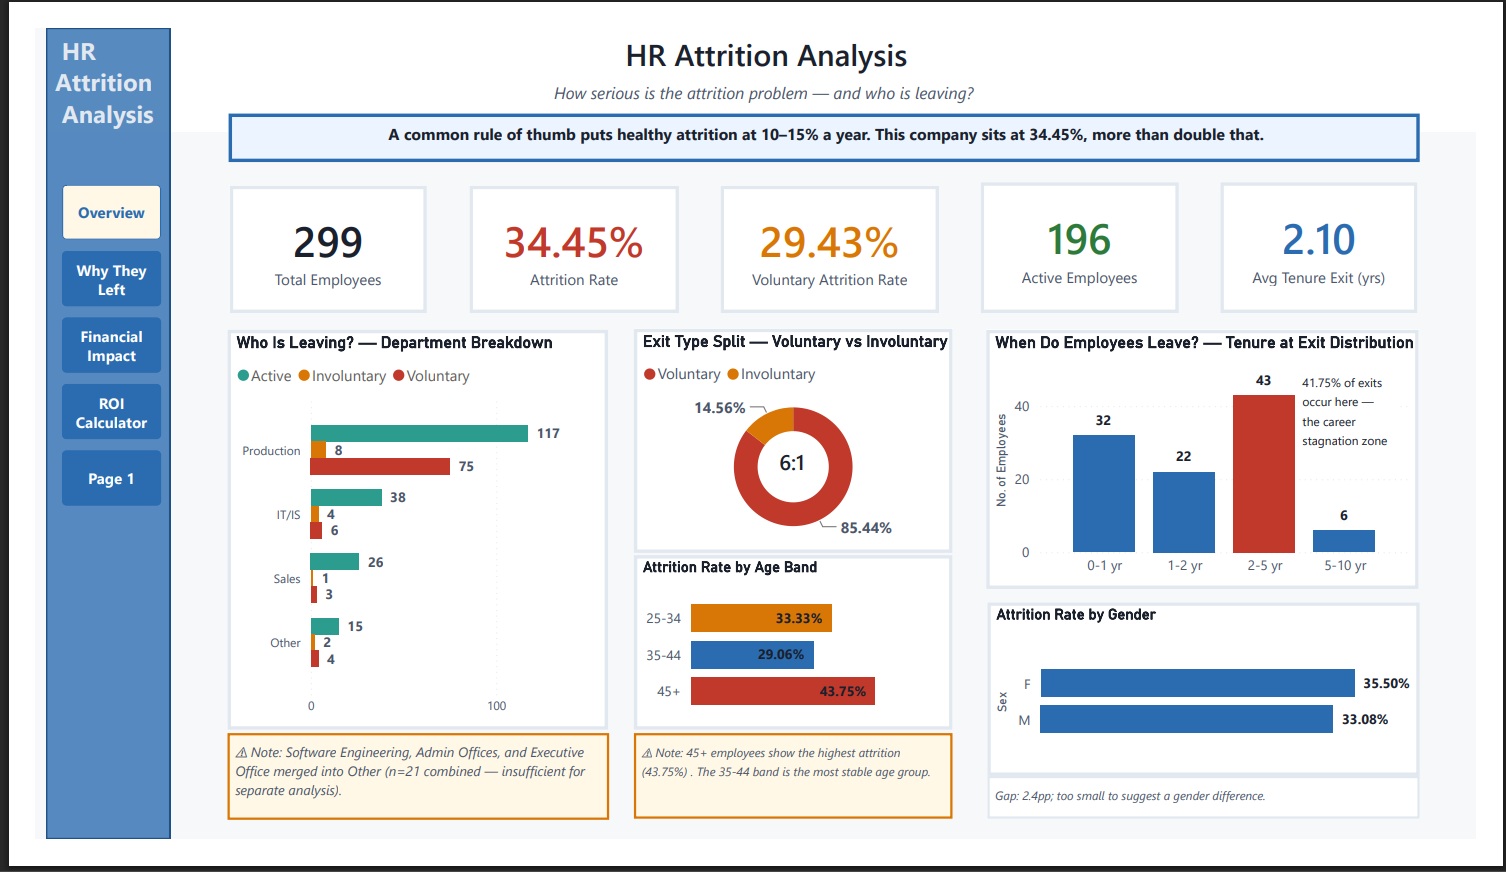 HR
Attrition
Analysis
Overview
Why They
Left
Financial
Impact
ROI
Calculator
Page 1
HR Attrition Analysis
How serious is the attrition problem — and who is leaving?
A common rule of thumb puts healthy attrition at 10–15% a year. This company sits at 34.45%, more than double that.
299
Total Employees
34.45%
Attrition Rate
29.43%
Voluntary Attrition Rate
196
Active Employees
2.10
Avg Tenure Exit (yrs)
Who Is Leaving? — Department Breakdown
Active Involuntary Voluntary
Production
117
8
75
IT/IS
38
4
6
Sales
26
1
3
Other
15
2
4
0 100
⚠ Note: Software Engineering, Admin Offices, and Executive
Office merged into Other (n=21 combined — insufficient for
separate analysis).
Exit Type Split — Voluntary vs Involuntary
Voluntary Involuntary
14.56%
6:1
85.44%
Attrition Rate by Age Band
25-34 33.33%
35-44 29.06%
45+ 43.75%
⚠ Note: 45+ employees show the highest attrition
(43.75%) . The 35-44 band is the most stable age group.
When Do Employees Leave? — Tenure at Exit Distribution
No. of Employees
40
20
0
32
22
43
6
41.75% of exits
occur here —
the career
stagnation zone
0-1 yr 1-2 yr 2-5 yr 5-10 yr
Attrition Rate by Gender
Sex
F 35.50%
M 33.08%
Gap: 2.4pp; too small to suggest a gender difference.